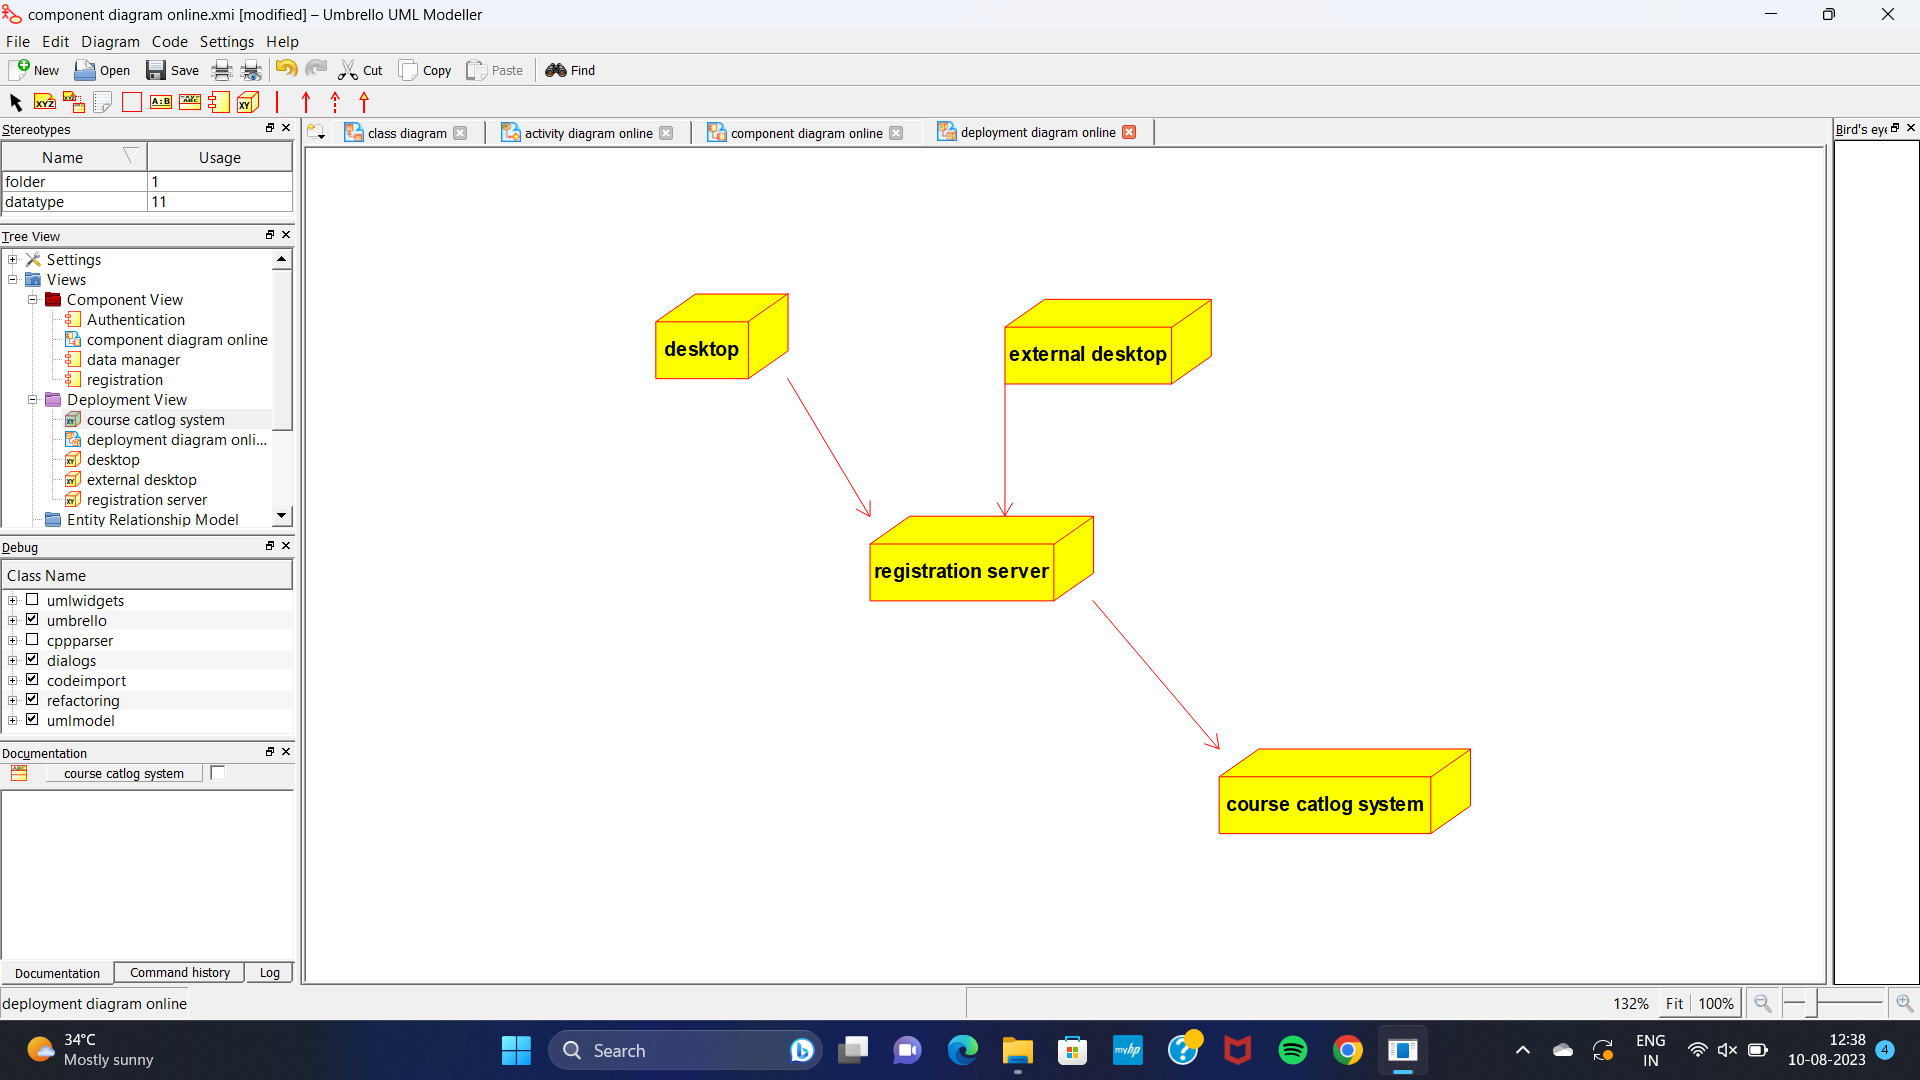 component diagram online.xmi [modified] – Umbrello UML Modeller
File Edit Diagram Code Settings Help
New Open Save Cut Copy Paste Find
XYZ XYZ A:B ABC XY
Stereotypes
Name Usage
folder 1
datatype 11
Tree View
Settings
Views
Component View
Authentication
component diagram online
data manager
registration
Deployment View
course catlog system
deployment diagram onli...
desktop
external desktop
registration server
Entity Relationship Model
Debug
Class Name
umlwidgets
umbrello
cppparser
dialogs
codeimport
refactoring
umlmodel
Documentation
course catlog system
Documentation Command history Log
class diagram activity diagram online component diagram online deployment diagram online
Bird's eye
desktop
external desktop
registration server
course catlog system
deployment diagram online
132% Fit 100%
34°C
Mostly sunny
Search
myhp
ENG
IN
12:38
10-08-2023
4